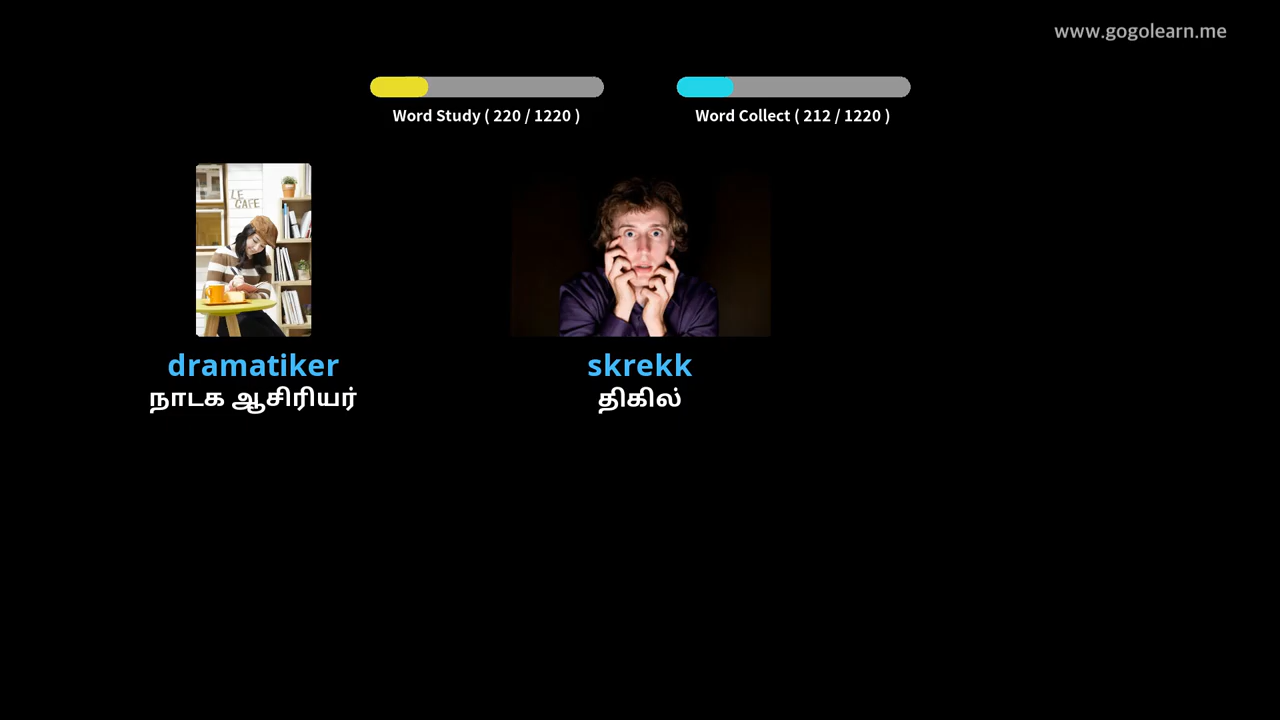 www.gogolearn.me
Word Study ( 220 / 1220 )
Word Collect ( 212 / 1220 )
LE CAFE
dramatiker
நாடக ஆசிரியர்
skrekk
திகில்